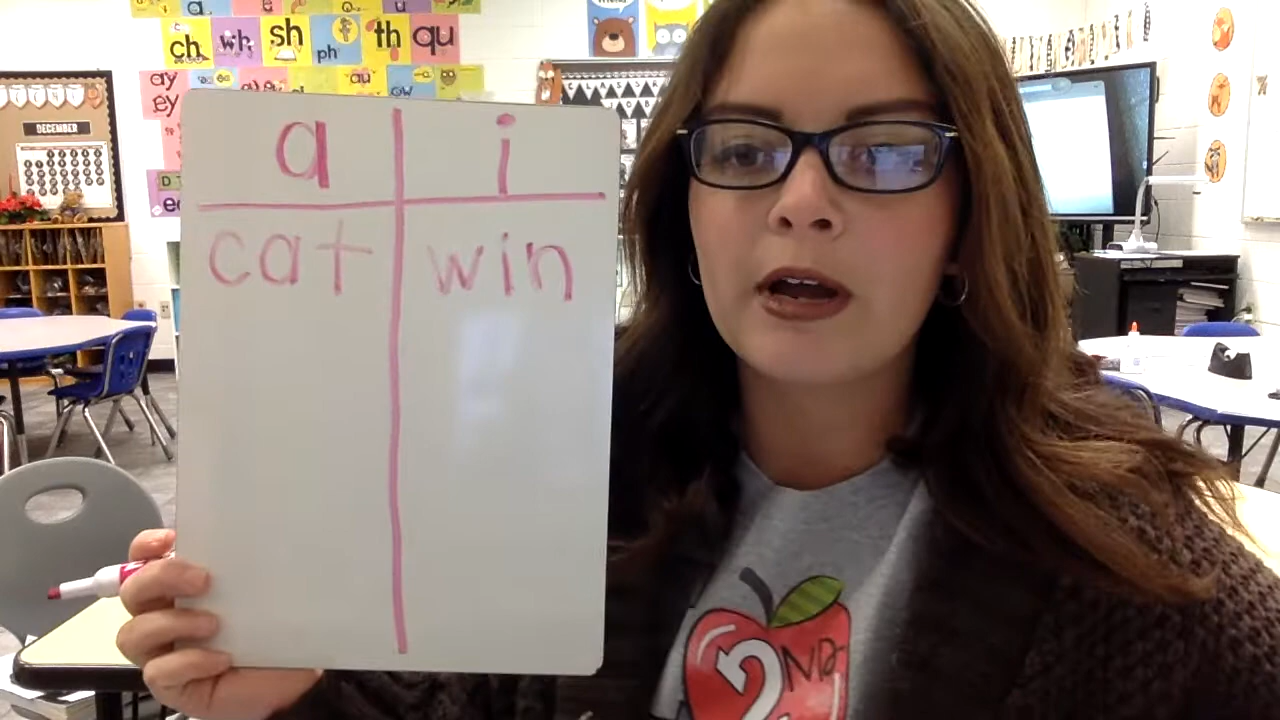 a i
cat win
ch wh sh ph th qu
ay
ey
au
ow
DECEMBER
2ND